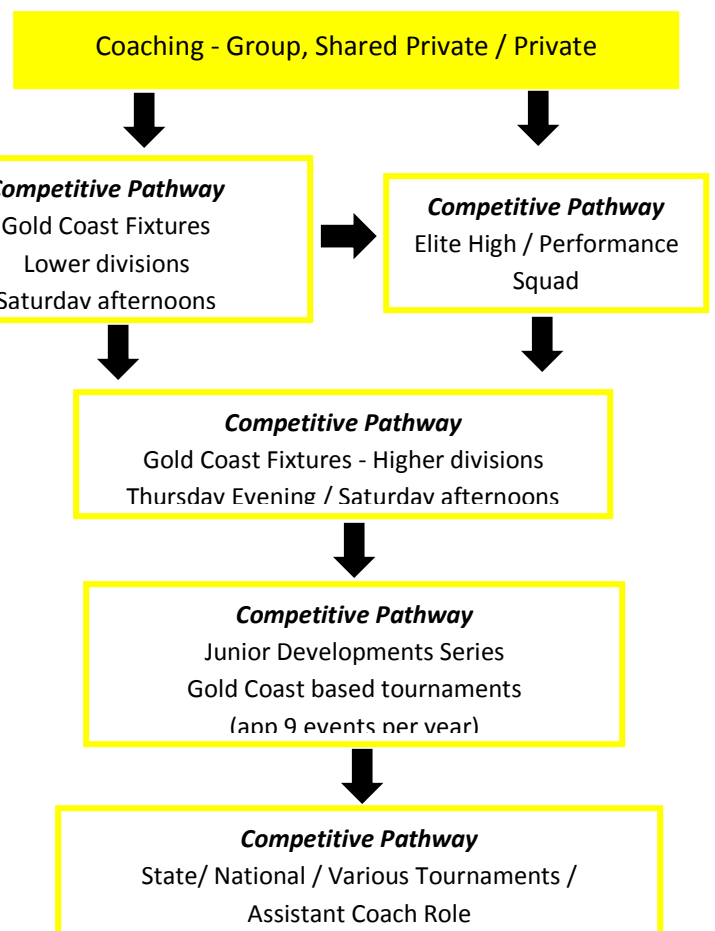 Coaching - Group, Shared Private / Private
Competitive Pathway
Gold Coast Fixtures
Lower divisions
Saturday afternoons
Competitive Pathway
Elite High / Performance
Squad
Competitive Pathway
Gold Coast Fixtures - Higher divisions
Thursday Evening / Saturday afternoons
Competitive Pathway
Junior Developments Series
Gold Coast based tournaments
(app 9 events per year)
Competitive Pathway
State/ National / Various Tournaments /
Assistant Coach Role